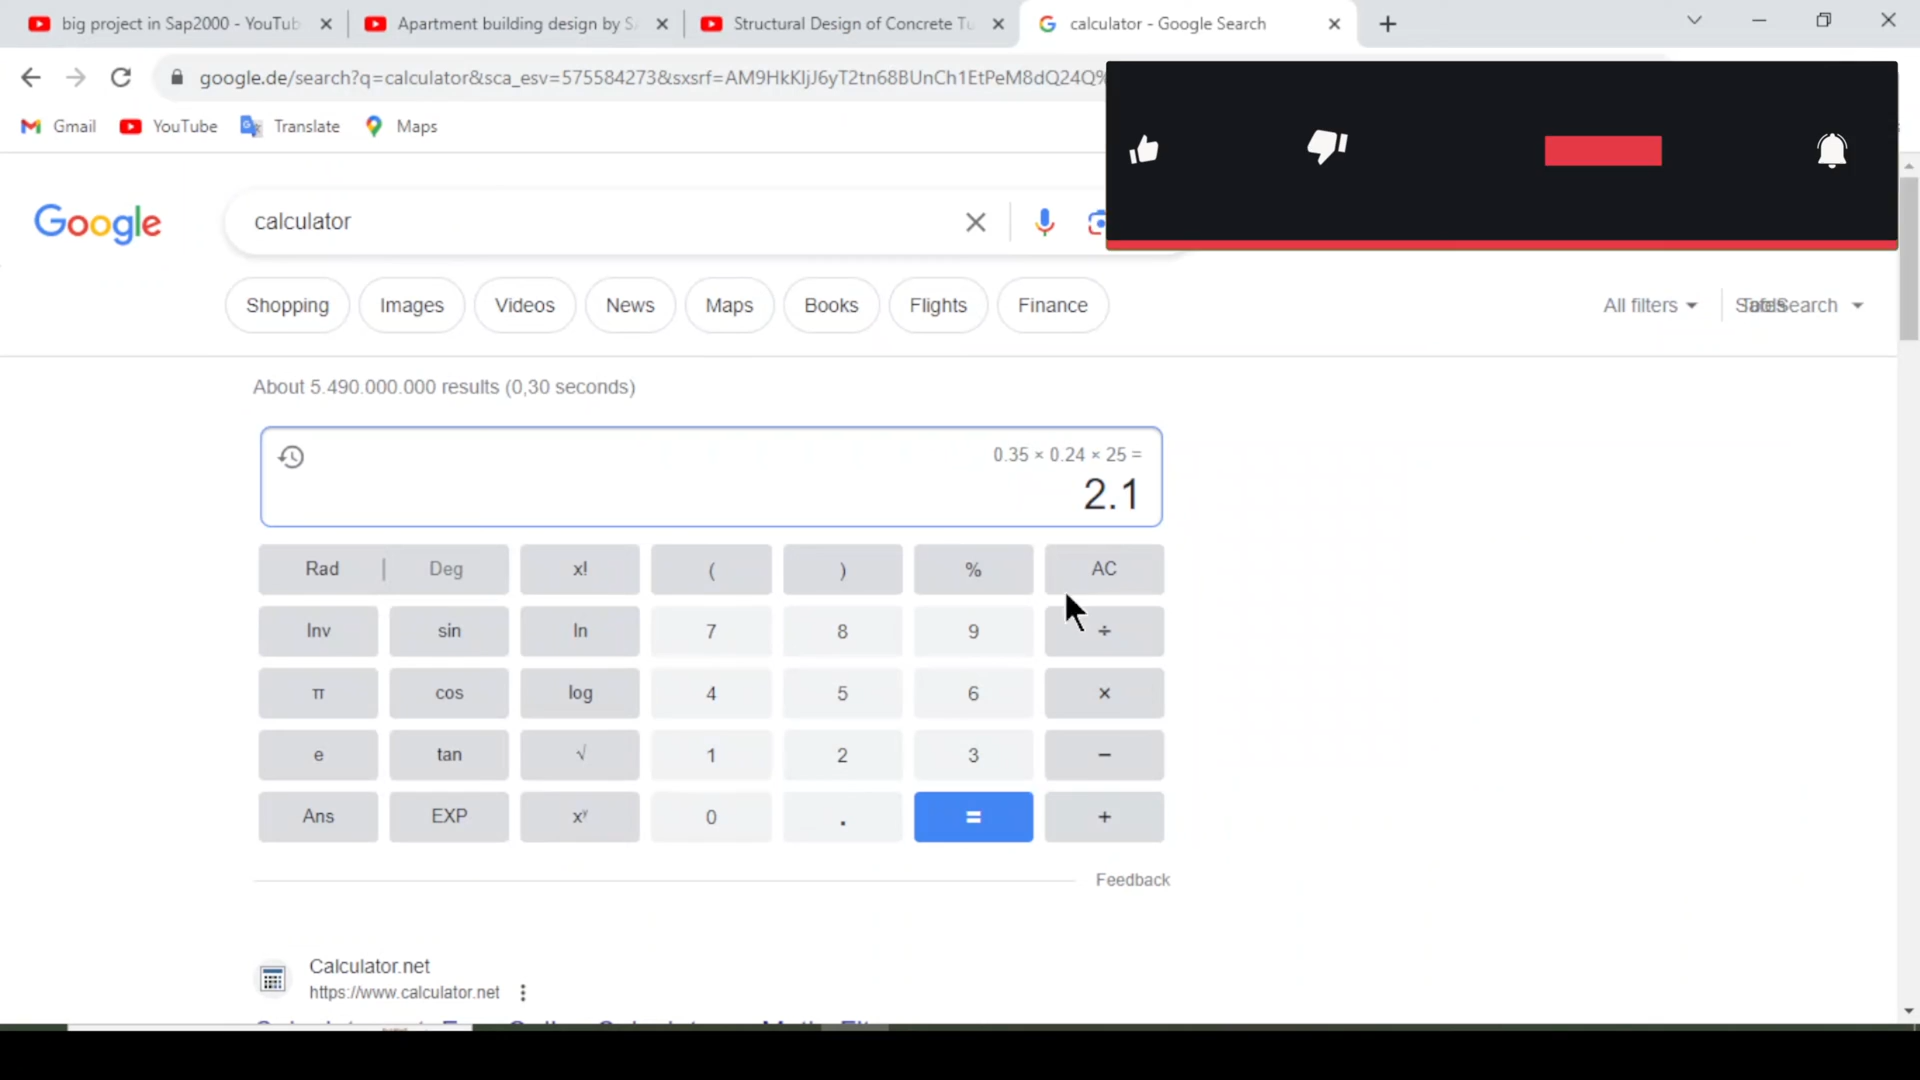 big project in Sap2000 - YouTub
Apartment building design by S
Structural Design of Concrete Tu
calculator - Google Search
google.de/search?q=calculator&sca_esv=575584273&sxsrf=AM9HkKljJ6yT2tn68BUnCh1EtPeM8dQ24Q%
Gmail
YouTube
Translate
Maps
Google
calculator
Shopping
Images
Videos
News
Maps
Books
Flights
Finance
All filters
About 5.490.000.000 results (0,30 seconds)
0.35 × 0.24 × 25 =
2.1
Rad | Deg x! ( ) % AC
Inv sin ln 7 8 9 ÷
π cos log 4 5 6 ×
e tan √ 1 2 3 −
Ans EXP xʸ 0 . = +
Feedback
Calculator.net
https://www.calculator.net